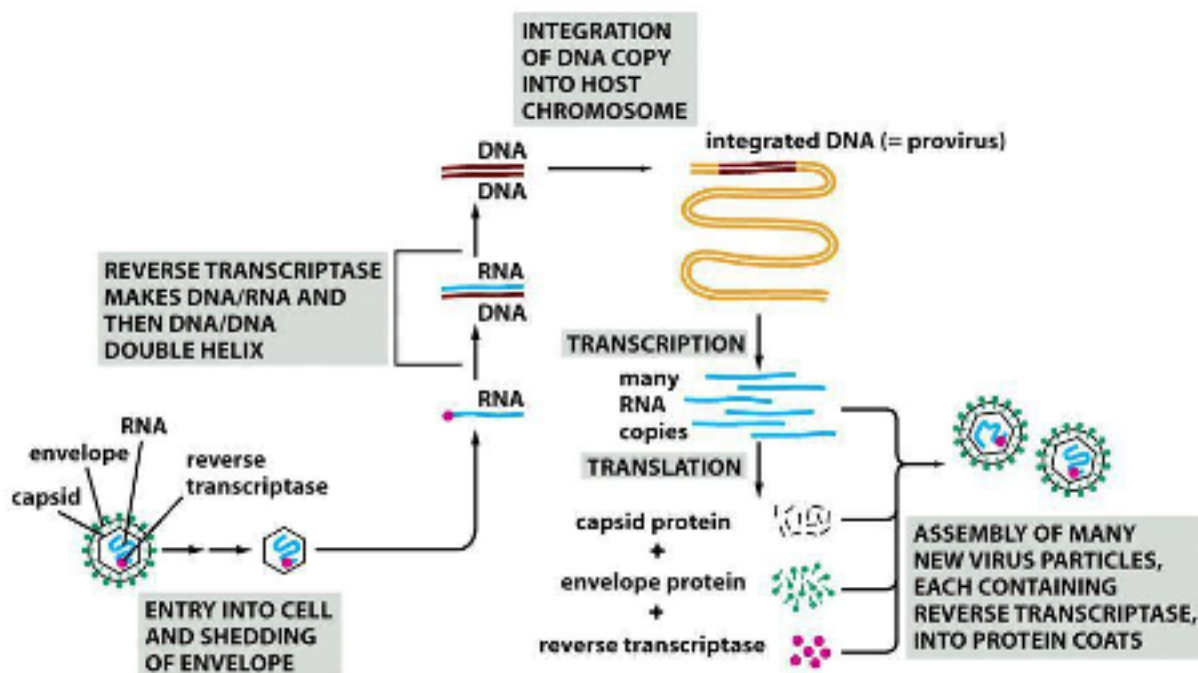 INTEGRATION
OF DNA COPY
INTO HOST
CHROMOSOME
integrated DNA (= provirus)
DNA
DNA
REVERSE TRANSCRIPTASE
MAKES DNA/RNA AND
THEN DNA/DNA
DOUBLE HELIX
RNA
DNA
RNA
TRANSCRIPTION
many
RNA
copies
TRANSLATION
RNA
envelope
reverse
transcriptase
capsid
ENTRY INTO CELL
AND SHEDDING
OF ENVELOPE
capsid protein
+
envelope protein
+
reverse transcriptase
ASSEMBLY OF MANY
NEW VIRUS PARTICLES,
EACH CONTAINING
REVERSE TRANSCRIPTASE,
INTO PROTEIN COATS